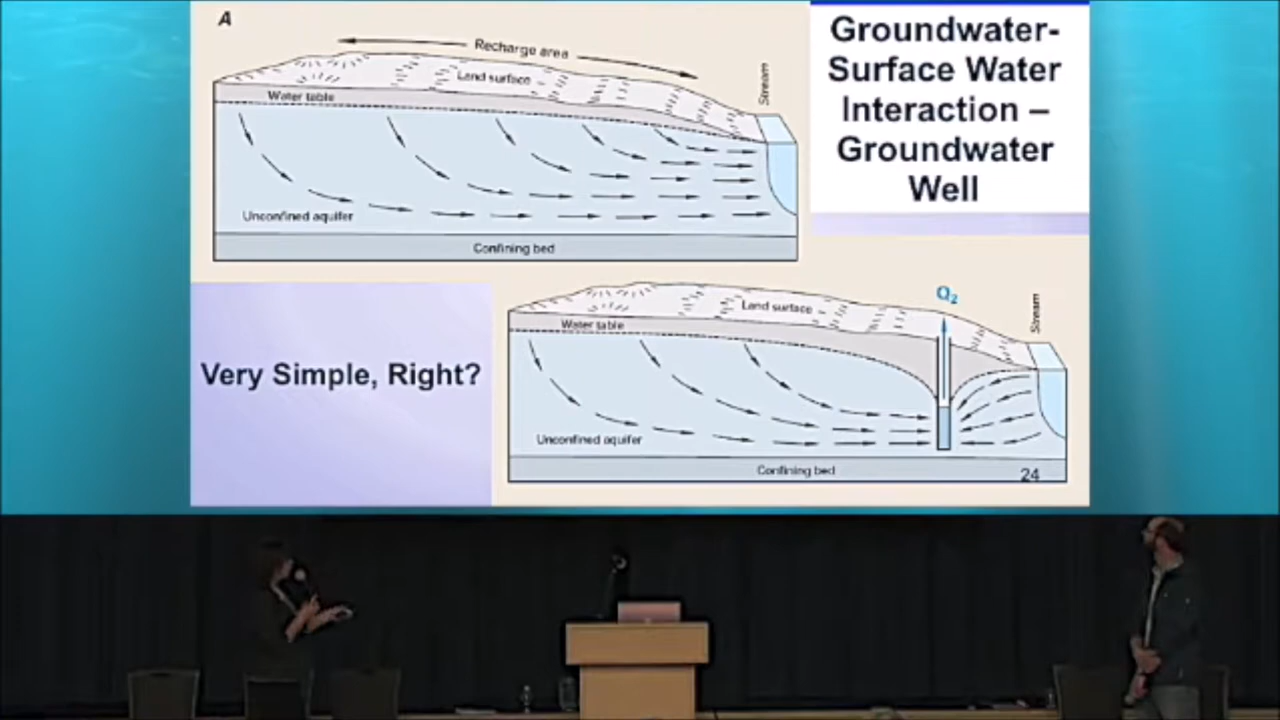 A
Recharge area
Land surface
Stream
Water table
Unconfined aquifer
Confining bed
Groundwater-
Surface Water
Interaction –
Groundwater
Well
Very Simple, Right?
Q2
Land surface
Stream
Water table
Unconfined aquifer
Confining bed
24